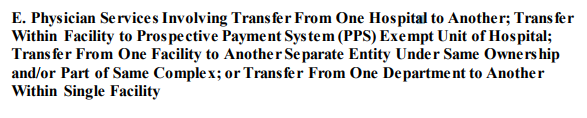 E. Physician Services Involving Transfer From One Hospital to Another; Transfer
Within Facility to Prospective Payment System (PPS) Exempt Unit of Hospital;
Transfer From One Facility to Another Separate Entity Under Same Ownership
and/or Part of Same Complex; or Transfer From One Department to Another
Within Single Facility